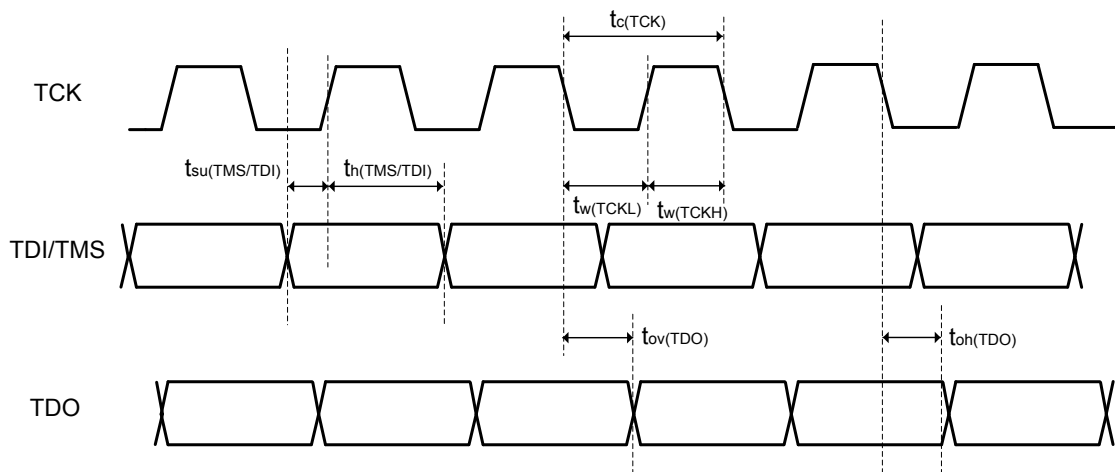 tc(TCK)
TCK
tsu(TMS/TDI)
th(TMS/TDI)
tw(TCKL)
tw(TCKH)
TDI/TMS
tov(TDO)
toh(TDO)
TDO